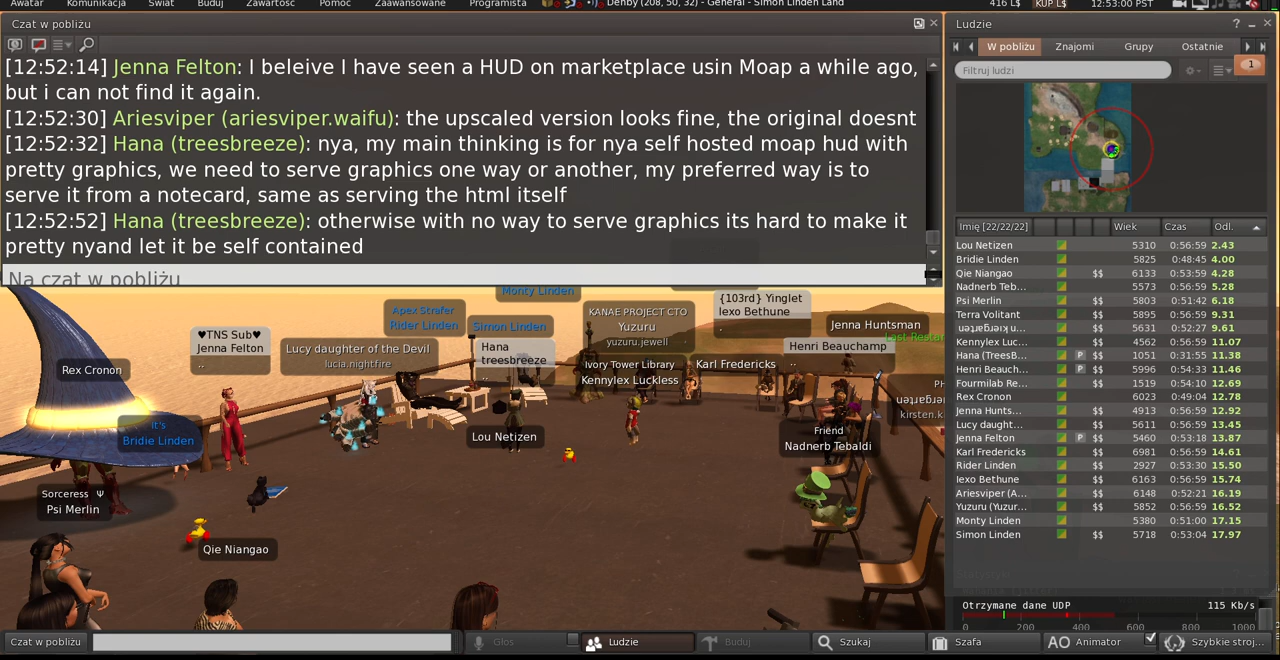 Awatar Komunikacja Świat Buduj Zawartość Pomoc Zaawansowane Programista Denby (208, 50, 32) - General - Simon Linden Land 416 L$ KUP L$ 12:53:00 PST
Czat w pobliżu
[12:52:14] Jenna Felton: I beleive I have seen a HUD on marketplace usin Moap a while ago,
but i can not find it again.
[12:52:30] Ariesviper (ariesviper.waifu): the upscaled version looks fine, the original doesnt
[12:52:32] Hana (treesbreeze): nya, my main thinking is for nya self hosted moap hud with
pretty graphics, we need to serve graphics one way or another, my preferred way is to
serve it from a notecard, same as serving the html itself
[12:52:52] Hana (treesbreeze): otherwise with no way to serve graphics its hard to make it
pretty nyand let it be self contained
Na czat w pobliżu
Monty Linden
Apex Strafer
Rider Linden
Simon Linden
KANAE PROJECT CTO
Yuzuru
yuzuru.jewell
{103rd} Yinglet
Iexo Bethune
.
Jenna Huntsman
Last Restar
♥TNS Sub♥
Jenna Felton
..
Lucy daughter of the Devil
lucia.nightfire
Hana
treesbreeze
..
Henri Beauchamp
..
Rex Cronon
Ivory Tower Library
Kennylex Luckless
Karl Fredericks
PH
uǝʇɹɐƃɹǝʞ
kirsten.k
It's
Bridie Linden
Lou Netizen
Friend
Nadnerb Tebaldi
Sorceress Ψ
Psi Merlin
Qie Niangao
Ludzie
W pobliżu Znajomi Grupy Ostatnie
Filtruj ludzi
1
Imię [22/22/22] Wiek Czas Odl.
Lou Netizen 5310 0:56:59 2.43
Bridie Linden 5825 0:48:45 4.00
Qie Niangao $$ 6133 0:53:59 4.28
Nadnerb Teb... 5573 0:56:59 5.28
Psi Merlin $$ 5803 0:51:42 6.18
Terra Volitant $$ 5895 0:56:59 9.31
$$ 5631 0:52:27 9.61
Kennylex Luc... $$ 4562 0:56:59 11.07
Hana (TreesB... P $$ 1051 0:31:55 11.38
Henri Beauch... P $$ 5996 0:54:33 11.46
Fourmilab Re... $$ 1519 0:54:10 12.69
Rex Cronon 6023 0:49:04 12.78
Jenna Hunts... $$ 4913 0:56:59 12.92
Lucy daught... $$ 5611 0:56:59 13.45
Jenna Felton P $$ 5460 0:53:18 13.87
Karl Fredericks $$ 6981 0:56:59 14.61
Rider Linden $$ 2927 0:53:30 15.50
Iexo Bethune $$ 6163 0:56:59 15.74
Ariesviper (A... $$ 6148 0:52:21 16.19
Yuzuru (Yuzur... $$ 5852 0:56:59 16.52
Monty Linden 5380 0:51:00 17.15
Simon Linden $$ 5718 0:53:04 17.97
Otrzymane dane UDP 115 Kb/s
0 200 400 600 800 1000
Czat w pobliżu Głos Ludzie Buduj Szukaj Szafa AO Animator Szybkie stroj...